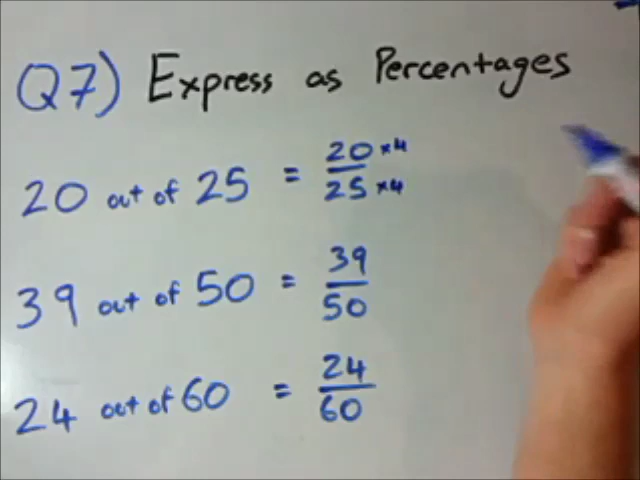 Q7) Express as Percentages
20 out of 25 = 20 ×4 / 25 ×4
39 out of 50 = 39 / 50
24 out of 60 = 24 / 60